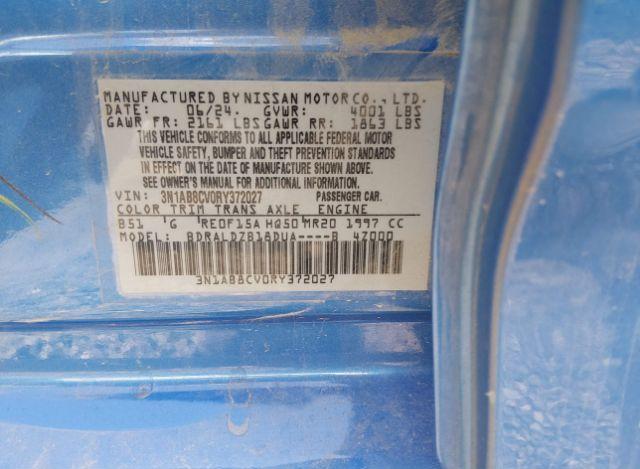 MANUFACTURED BY NISSAN MOTOR CO., LTD.
DATE: 06/24. GVWR: 4001 LBS
GAWR FR: 2161 LBS GAWR RR: 1863 LBS
THIS VEHICLE CONFORMS TO ALL APPLICABLE FEDERAL MOTOR
VEHICLE SAFETY, BUMPER AND THEFT PREVENTION STANDARDS
IN EFFECT ON THE DATE OF MANUFACTURE SHOWN ABOVE.
SEE OWNER'S MANUAL FOR ADDITIONAL INFORMATION.
VIN: 3N1AB8CV0RY372027 PASSENGER CAR.
COLOR TRIM TRANS AXLE ENGINE
B51 'G RE0F15A HQ50 MR20 1997 CC
MODEL: BDRALDZB18DUA----B 4Z000
3N1AB8CV0RY372027